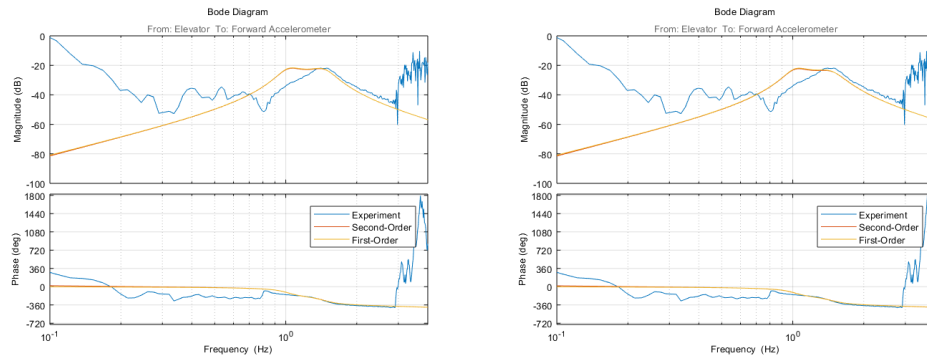 Bode Diagram
From: Elevator To: Forward Accelerometer
0
-20
-40
-60
-80
-100
Magnitude (dB)
1800
1440
1080
720
360
0
-360
-720
Phase (deg)
Experiment
Second-Order
First-Order
10^-1
10^0
Frequency (Hz)
Bode Diagram
From: Elevator To: Forward Accelerometer
0
-20
-40
-60
-80
-100
Magnitude (dB)
1800
1440
1080
720
360
0
-360
-720
Phase (deg)
Experiment
Second-Order
First-Order
10^-1
10^0
Frequency (Hz)